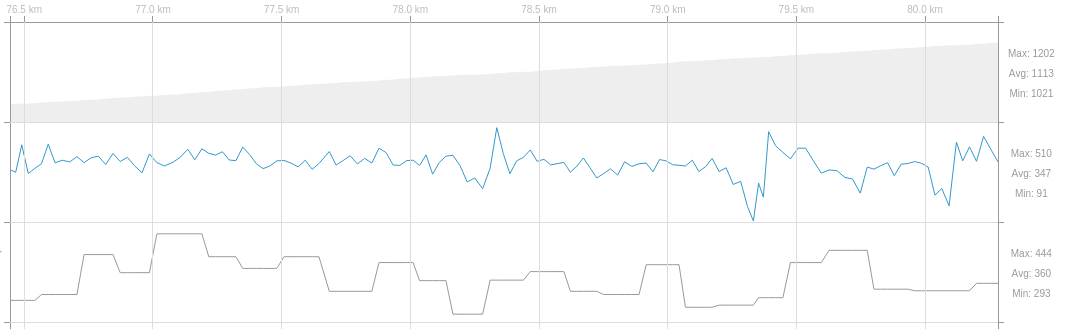 76.5 km 77.0 km 77.5 km 78.0 km 78.5 km 79.0 km 79.5 km 80.0 km
Max: 1202
Avg: 1113
Min: 1021
Max: 510
Avg: 347
Min: 91
Max: 444
Avg: 360
Min: 293